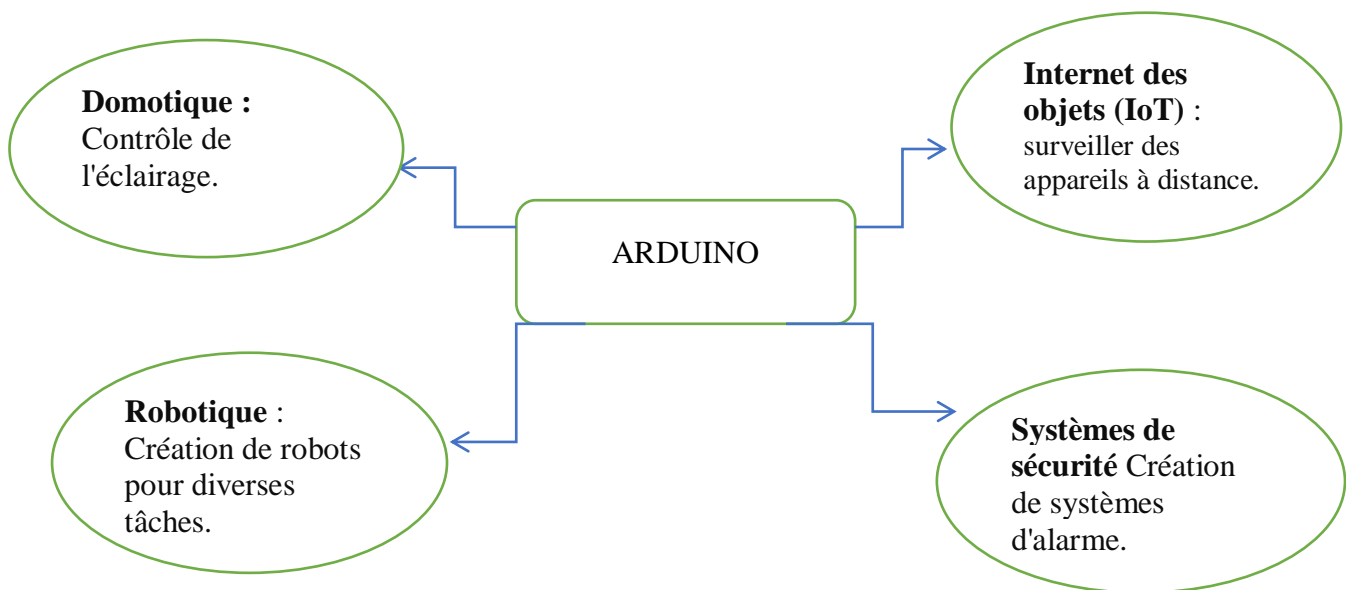 Domotique :
Contrôle de
l'éclairage.
Internet des
objets (IoT) :
surveiller des
appareils à distance.
ARDUINO
Robotique :
Création de robots
pour diverses
tâches.
Systèmes de
sécurité Création
de systèmes
d'alarme.